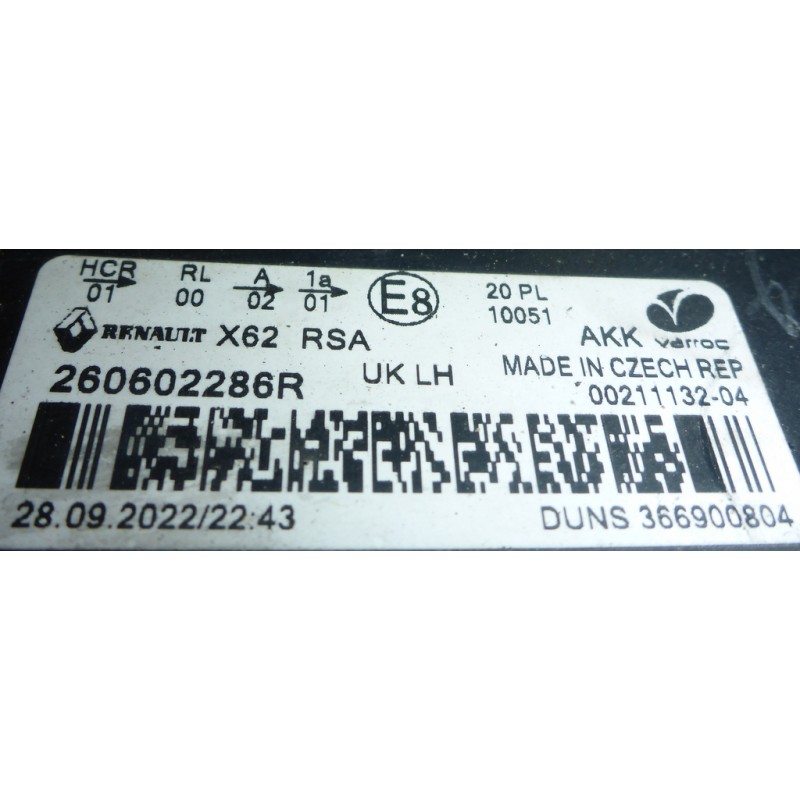 HCR RL A 1a
01 00 02 01
E8
20 PL
10051
RENAULT X62 RSA
AKK varroc
260602286R UK LH
MADE IN CZECH REP
00211132-04
28.09.2022/22:43 DUNS 366900804